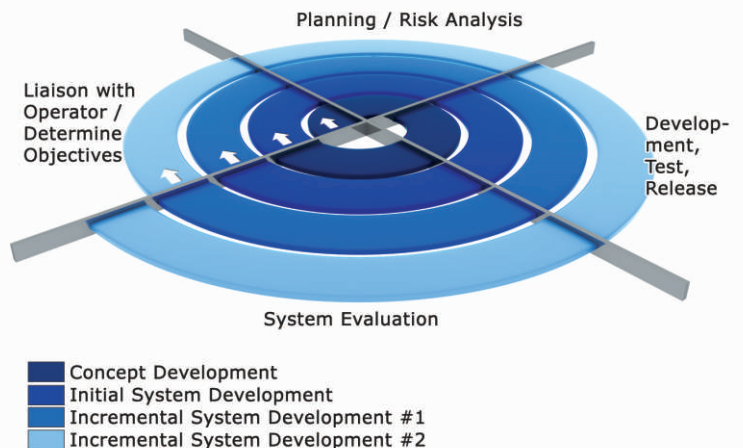 Planning / Risk Analysis
Liaison with
Operator /
Determine
Objectives
Develop-
ment,
Test,
Release
System Evaluation
Concept Development
Initial System Development
Incremental System Development #1
Incremental System Development #2